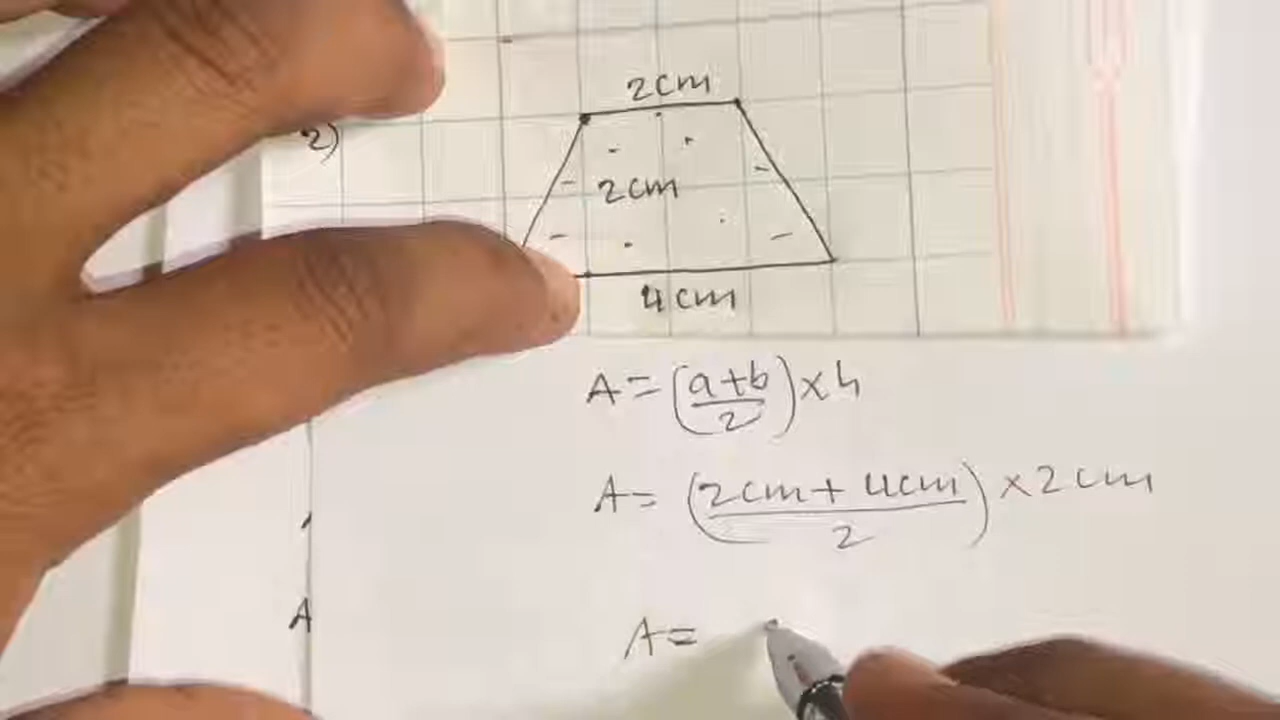 2)
2cm
2cm
4cm
A = (a+b/2) × h
A = (2cm + 4cm/2) × 2cm
A
A =